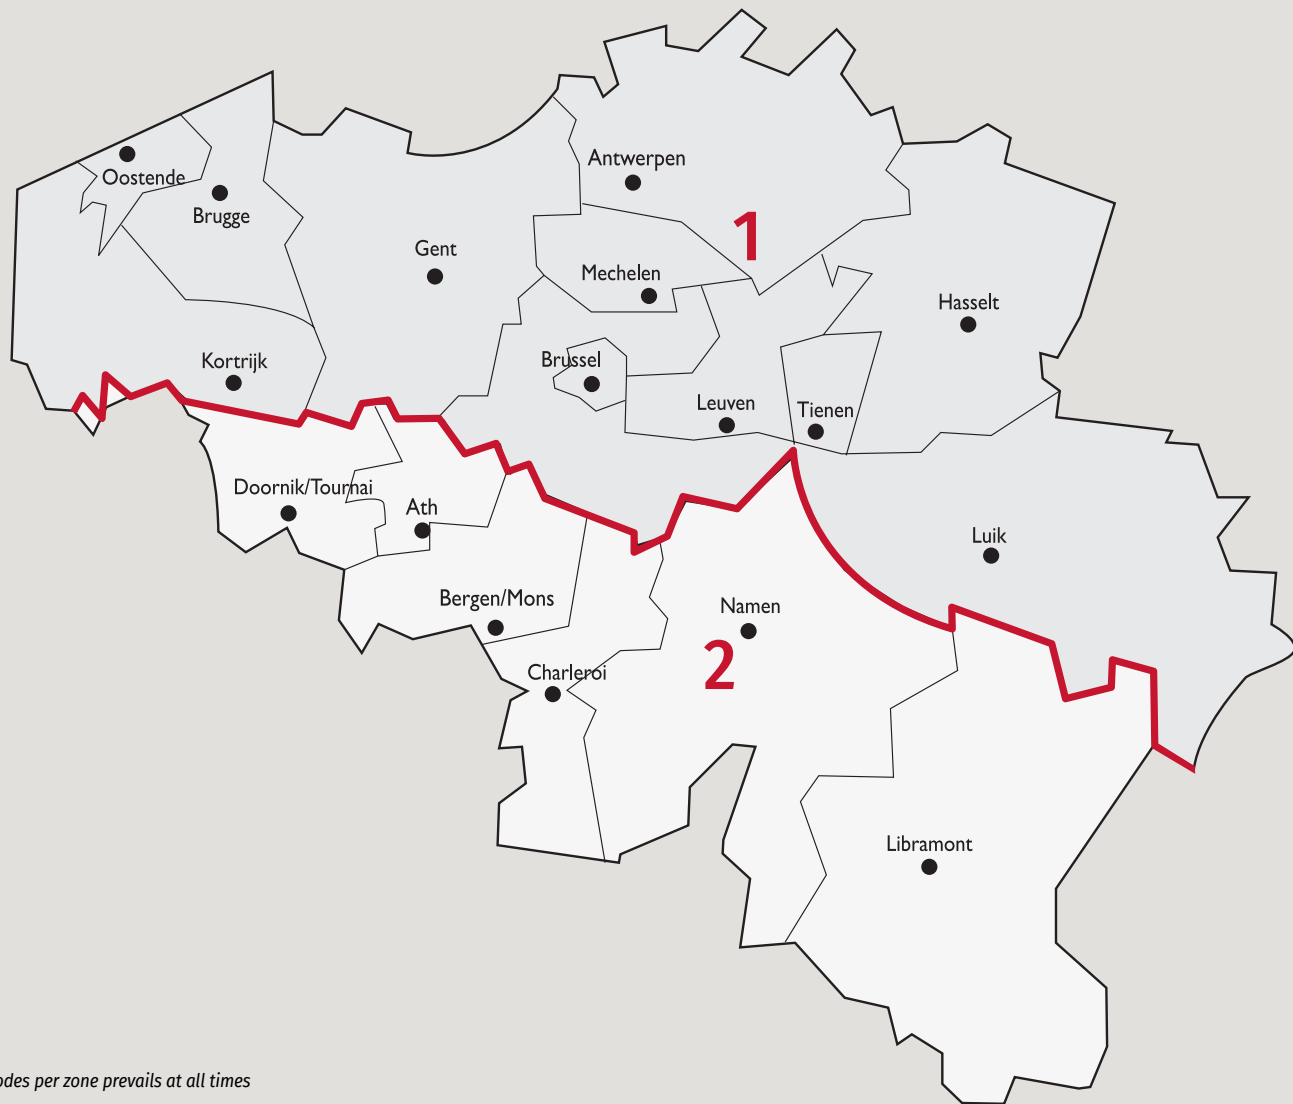 Antwerpen
Oostende
Brugge
1
Gent
Mechelen
Hasselt
Brussel
Kortrijk
Leuven
Tienen
Doornik/Tournai
Ath
Luik
Bergen/Mons
Namen
2
Charleroi
Libramont
per zone prevails at all times